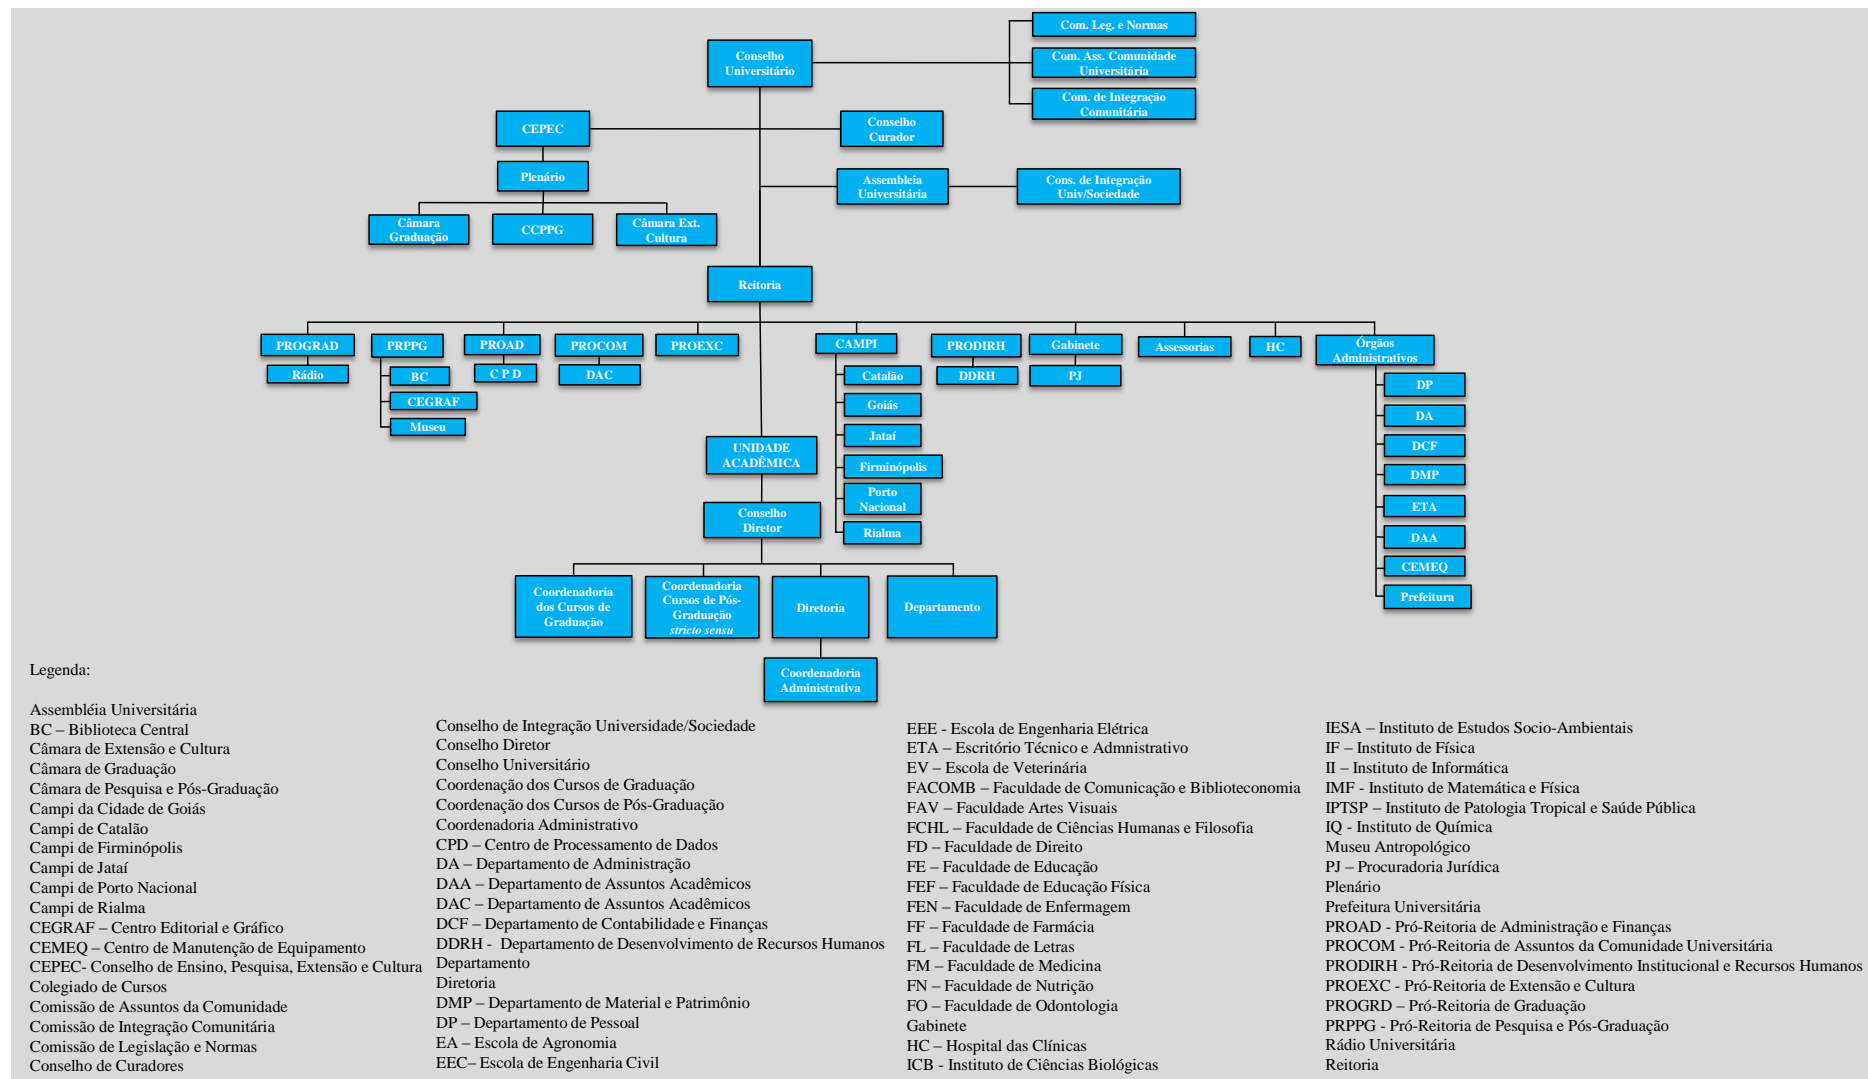 Com. Leg. e Normas
Conselho
Universitário
Com. Ass. Comunidade
Universitária
Com. de Integração
Comunitária
CEPEC
Conselho
Curador
Plenário
Assembleia
Universitária
Cons. de Integração
Univ/Sociedade
Câmara
Graduação
CCPPG
Câmara Ext.
Cultura
Reitoria
PROGRAD
PRPPG
PROAD
PROCOM
PROEXC
CAMPI
PRODIRH
Gabinete
Assessorias
HC
Órgãos
Administrativos
Rádio
BC
CEGRAF
Museu
C P D
DAC
Catalão
Goiás
Jataí
Firminópolis
Porto
Nacional
Rialma
DDRH
PJ
DP
DA
DCF
DMP
ETA
DAA
CEMEQ
Prefeitura
UNIDADE
ACADÊMICA
Conselho
Diretor
Coordenadoria
dos Cursos de
Graduação
Coordenadoria
Cursos de Pós-
Graduação
stricto sensu
Diretoria
Departamento
Coordenadoria
Administrativa
Legenda:
Assembléia Universitária
BC – Biblioteca Central
Câmara de Extensão e Cultura
Câmara de Graduação
Câmara de Pesquisa e Pós-Graduação
Campi da Cidade de Goiás
Campi de Catalão
Campi de Firminópolis
Campi de Jataí
Campi de Porto Nacional
Campi de Rialma
CEGRAF – Centro Editorial e Gráfico
CEMEQ – Centro de Manutenção de Equipamento
CEPEC- Conselho de Ensino, Pesquisa, Extensão e Cultura
Colegiado de Cursos
Comissão de Assuntos da Comunidade
Comissão de Integração Comunitária
Comissão de Legislação e Normas
Conselho de Curadores
Conselho de Integração Universidade/Sociedade
Conselho Diretor
Conselho Universitário
Coordenação dos Cursos de Graduação
Coordenação dos Cursos de Pós-Graduação
Coordenadoria Administrativo
CPD – Centro de Processamento de Dados
DA – Departamento de Administração
DAA – Departamento de Assuntos Acadêmicos
DAC – Departamento de Assuntos Acadêmicos
DCF – Departamento de Contabilidade e Finanças
DDRH - Departamento de Desenvolvimento de Recursos Humanos
Departamento
Diretoria
DMP – Departamento de Material e Patrimônio
DP – Departamento de Pessoal
EA – Escola de Agronomia
EEC– Escola de Engenharia Civil
EEE - Escola de Engenharia Elétrica
ETA – Escritório Técnico e Admnistrativo
EV – Escola de Veterinária
FACOMB – Faculdade de Comunicação e Biblioteconomia
FAV – Faculdade Artes Visuais
FCHL – Faculdade de Ciências Humanas e Filosofia
FD – Faculdade de Direito
FE – Faculdade de Educação
FEF – Faculdade de Educação Física
FEN – Faculdade de Enfermagem
FF – Faculdade de Farmácia
FL – Faculdade de Letras
FM – Faculdade de Medicina
FN – Faculdade de Nutrição
FO – Faculdade de Odontologia
Gabinete
HC – Hospital das Clínicas
ICB - Instituto de Ciências Biológicas
IESA – Instituto de Estudos Socio-Ambientais
IF – Instituto de Física
II – Instituto de Informática
IMF - Instituto de Matemática e Física
IPTSP – Instituto de Patologia Tropical e Saúde Pública
IQ - Instituto de Química
Museu Antropológico
PJ – Procuradoria Jurídica
Plenário
Prefeitura Universitária
PROAD - Pró-Reitoria de Administração e Finanças
PROCOM - Pró-Reitoria de Assuntos da Comunidade Universitária
PRODIRH - Pró-Reitoria de Desenvolvimento Institucional e Recursos Humanos
PROEXC - Pró-Reitoria de Extensão e Cultura
PROGRD – Pró-Reitoria de Graduação
PRPPG - Pró-Reitoria de Pesquisa e Pós-Graduação
Rádio Universitária
Reitoria